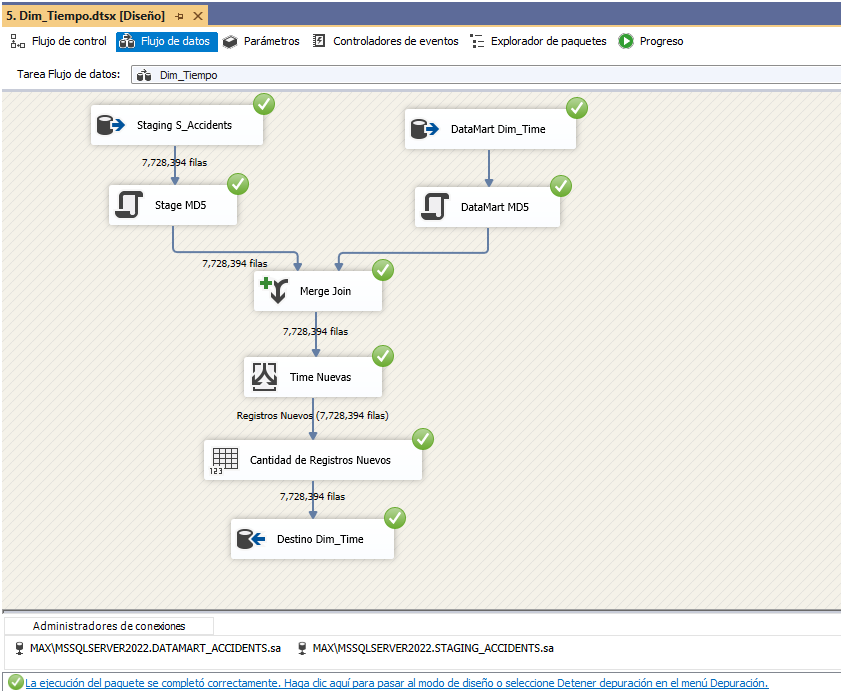 5. Dim_Tiempo.dtsx [Diseño]
Flujo de control Flujo de datos Parámetros Controladores de eventos Explorador de paquetes Progreso
Tarea Flujo de datos: Dim_Tiempo
Staging S_Accidents
DataMart Dim_Time
7,728,394 filas
Stage MD5
DataMart MD5
7,728,394 filas
Merge Join
7,728,394 filas
Time Nuevas
Registros Nuevos (7,728,394 filas)
123
Cantidad de Registros Nuevos
7,728,394 filas
Destino Dim_Time
Administradores de conexiones
MAX\MSSQLSERVER2022.DATAMART_ACCIDENTS.sa MAX\MSSQLSERVER2022.STAGING_ACCIDENTS.sa
La ejecución del paquete se completó correctamente. Haga clic aquí para pasar al modo de diseño o seleccione Detener depuración en el menú Depuración.